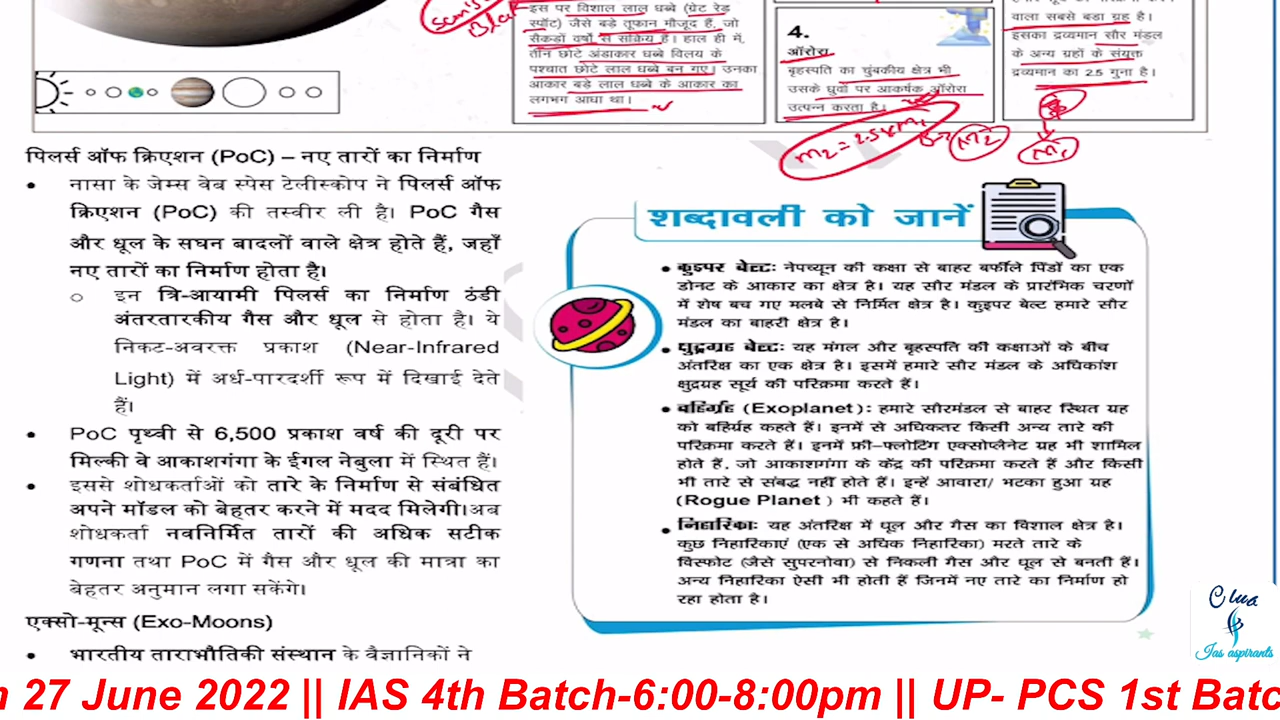 इस पर विशाल लाल धब्बे (ग्रेट रेड
स्पॉट) जैसे बड़े तूफान मौजूद हैं, जो
सैकड़ों वर्षों से सक्रिय हैं। हाल ही में,
तीन छोटे अंडाकार धब्बे विलय के
पश्चात छोटे लाल धब्बे बन गए। उनका
आकार बड़े लाल धब्बे के आकार का
लगभग आधा था।
4.
ऑरोरा
बृहस्पति का चुंबकीय क्षेत्र भी
उसके ध्रुवों पर आकर्षक ऑरोरा
उत्पन्न करता है।
वाला सबसे बड़ा ग्रह है।
इसका द्रव्यमान सौर मंडल
के अन्य ग्रहों के संयुक्त
द्रव्यमान का 2.5 गुना है।
M2
M1
पिलर्स ऑफ क्रिएशन (PoC) – नए तारों का निर्माण
• नासा के जेम्स वेब स्पेस टेलीस्कोप ने पिलर्स ऑफ
क्रिएशन (PoC) की तस्वीर ली है। PoC गैस
और धूल के सघन बादलों वाले क्षेत्र होते हैं, जहाँ
नए तारों का निर्माण होता है।
○ इन त्रि-आयामी पिलर्स का निर्माण ठंडी
अंतरतारकीय गैस और धूल से होता है। ये
निकट-अवरक्त प्रकाश (Near-Infrared
Light) में अर्ध-पारदर्शी रूप में दिखाई देते
हैं।
• PoC पृथ्वी से 6,500 प्रकाश वर्ष की दूरी पर
मिल्की वे आकाशगंगा के ईगल नेबुला में स्थित हैं।
• इससे शोधकर्ताओं को तारे के निर्माण से संबंधित
अपने मॉडल को बेहतर करने में मदद मिलेगी।अब
शोधकर्ता नवनिर्मित तारों की अधिक सटीक
गणना तथा PoC में गैस और धूल की मात्रा का
बेहतर अनुमान लगा सकेंगे।
एक्सो-मून्स (Exo-Moons)
• भारतीय ताराभौतिकी संस्थान के वैज्ञानिकों ने
शब्दावली को जानें
• कुइपर बेल्टः नेपच्यून की कक्षा से बाहर बर्फीले पिंडों का एक
डोनट के आकार का क्षेत्र है। यह सौर मंडल के प्रारंभिक चरणों
में शेष बच गए मलबे से निर्मित क्षेत्र है। कुइपर बेल्ट हमारे सौर
मंडल का बाहरी क्षेत्र है।
• क्षुद्रग्रह बेल्टः यह मंगल और बृहस्पति की कक्षाओं के बीच
अंतरिक्ष का एक क्षेत्र है। इसमें हमारे सौर मंडल के अधिकांश
क्षुद्रग्रह सूर्य की परिक्रमा करते हैं।
• बहिर्ग्रह (Exoplanet): हमारे सौरमंडल से बाहर स्थित ग्रह
को बहिर्ग्रह कहते हैं। इनमें से अधिकतर किसी अन्य तारे की
परिक्रमा करते हैं। इनमें फ्री–फ्लोटिंग एक्सोप्लैनेट ग्रह भी शामिल
होते हैं, जो आकाशगंगा के केंद्र की परिक्रमा करते हैं और किसी
भी तारे से संबद्ध नहीं होते हैं। इन्हें आवारा/ भटका हुआ ग्रह
(Rogue Planet ) भी कहते हैं।
• निहारिकाः यह अंतरिक्ष में धूल और गैस का विशाल क्षेत्र है।
कुछ निहारिकाएं (एक से अधिक निहारिका) मरते तारे के
विस्फोट (जैसे सुपरनोवा) से निकली गैस और धूल से बनती हैं।
अन्य निहारिका ऐसी भी होती हैं जिनमें नए तारे का निर्माण हो
रहा होता है।
Clue
Ias aspirants
27 June 2022 || IAS 4th Batch-6:00-8:00pm || UP- PCS 1st Batc